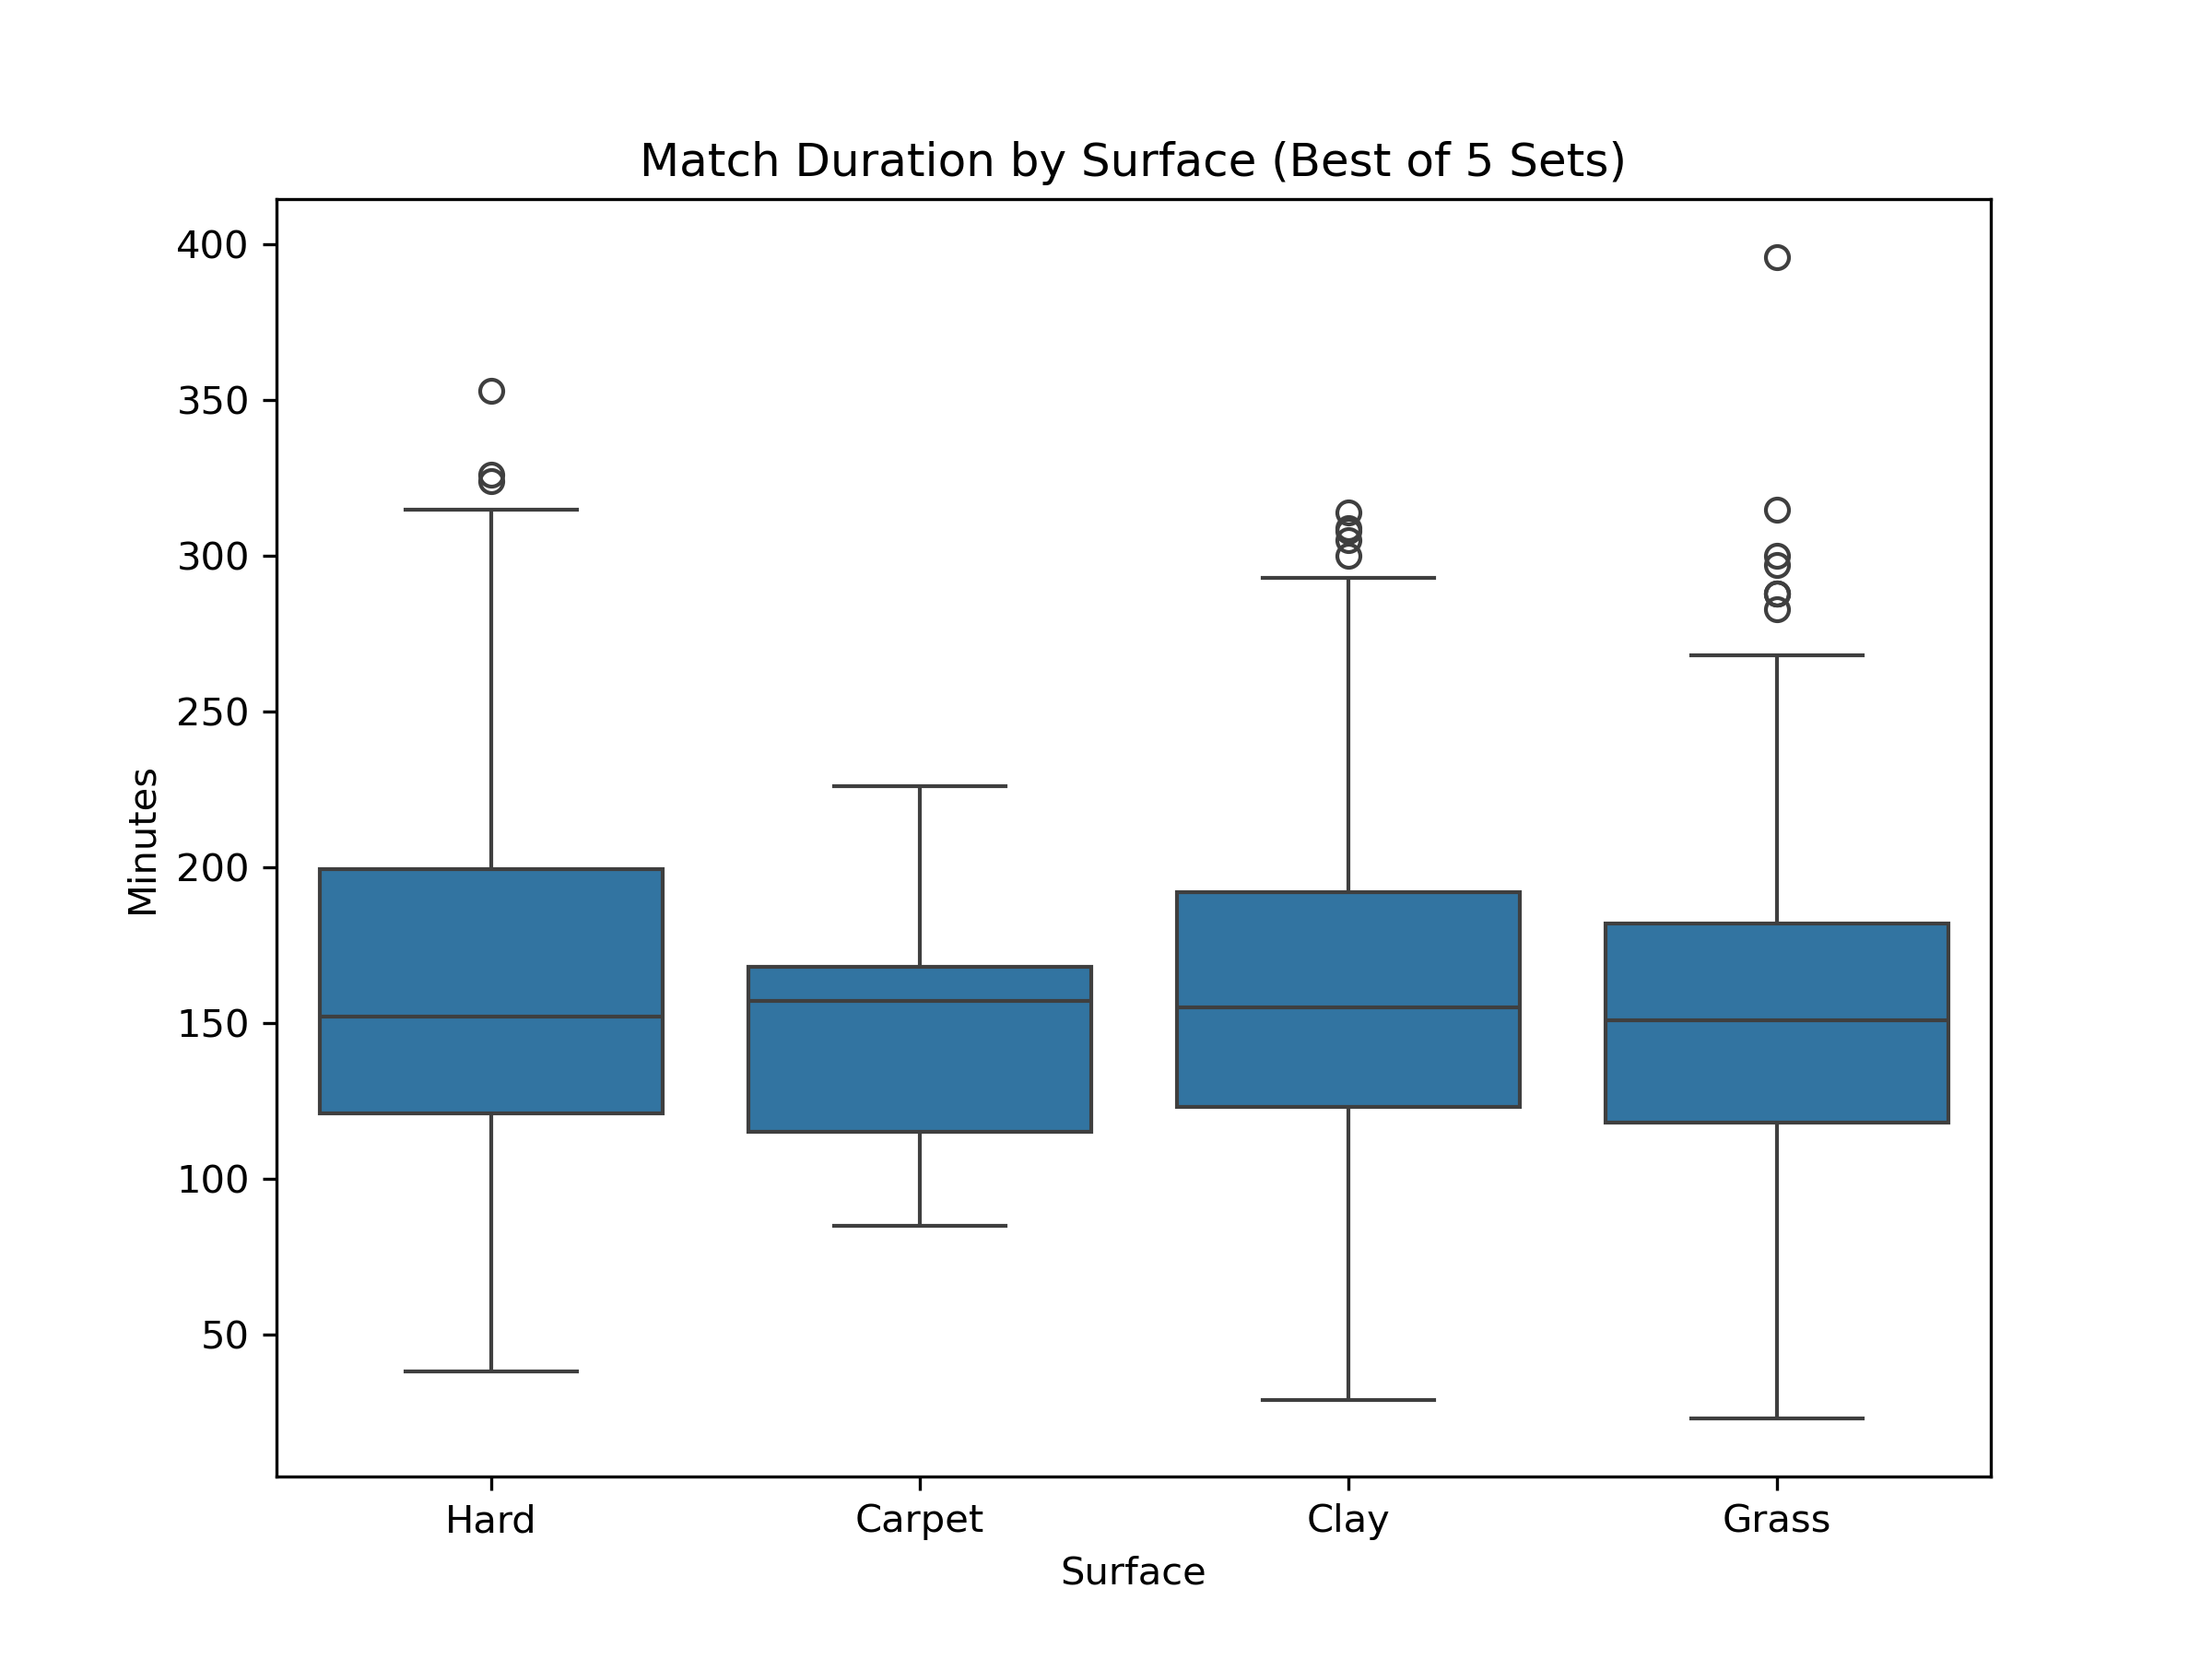 Match Duration by Surface (Best of 5 Sets)
400
350
300
250
200
150
100
50
Minutes
Hard Carpet Clay Grass
Surface